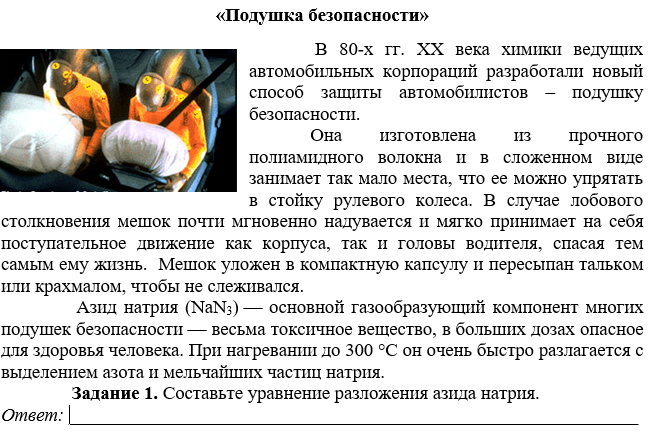 «Подушка безопасности»
В 80-х гг. XX века химики ведущих
автомобильных корпораций разработали новый
способ защиты автомобилистов – подушку
безопасности.
Она изготовлена из прочного
полиамидного волокна и в сложенном виде
занимает так мало места, что ее можно упрятать
в стойку рулевого колеса. В случае лобового
столкновения мешок почти мгновенно надувается и мягко принимает на себя
поступательное движение как корпуса, так и головы водителя, спасая тем
самым ему жизнь. Мешок уложен в компактную капсулу и пересыпан тальком
или крахмалом, чтобы не слеживался.
Азид натрия (NaN₃) — основной газообразующий компонент многих
подушек безопасности — весьма токсичное вещество, в больших дозах опасное
для здоровья человека. При нагревании до 300 °С он очень быстро разлагается с
выделением азота и мельчайших частиц натрия.
Задание 1. Составьте уравнение разложения азида натрия.
Ответ: